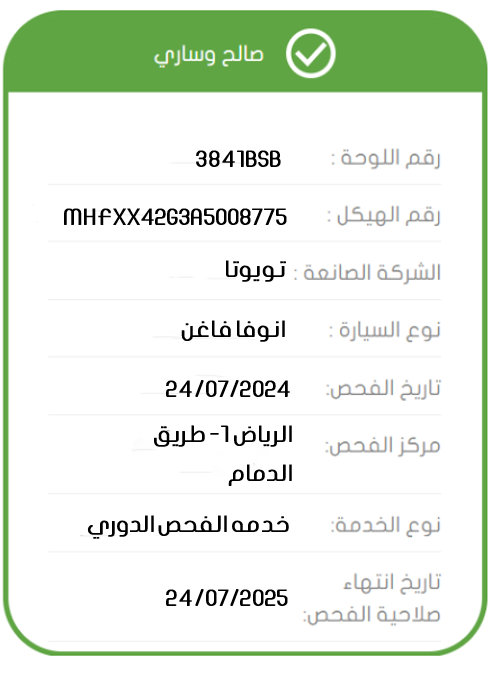 صالح وساري
رقم اللوحة : 3841BSB
رقم الهيكل : MHFXX42G3A5008775
الشركة الصانعة : تويوتا
نوع السيارة : انوفا فاغن
تاريخ الفحص: 24/07/2024
مركز الفحص: الرياض 1- طريق
الدمام
نوع الخدمة: خدمه الفحص الدوري
تاريخ انتهاء
صلاحية الفحص: 24/07/2025